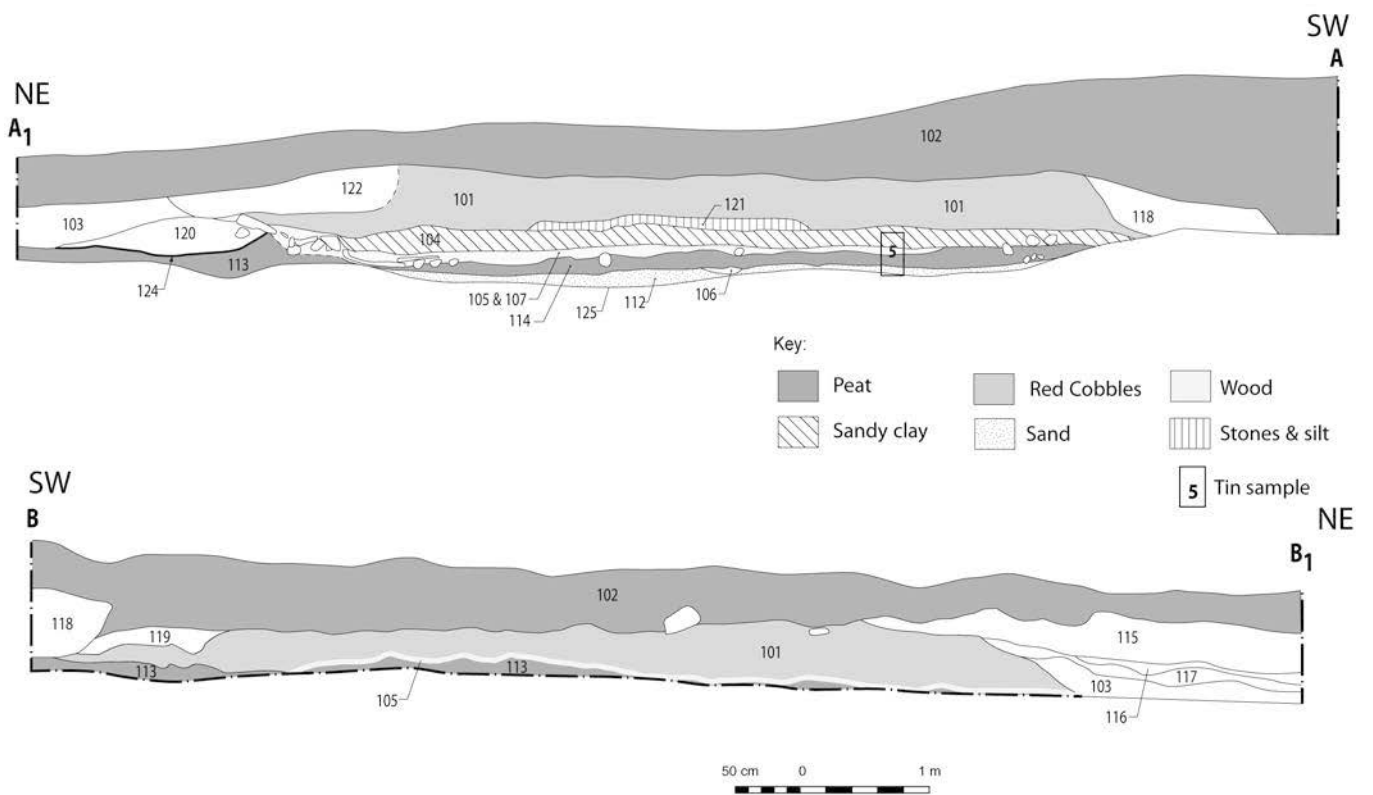 SW
A
NE
A1
102
122
101
101
121
118
103
120
104
5
113
124
105 & 107
114
125
112
106
Key:
Peat
Red Cobbles
Wood
Sandy clay
Sand
Stones & silt
5 Tin sample
SW
B
NE
B1
102
118
119
115
101
113
113
117
103
105
116
50 cm 0 1 m